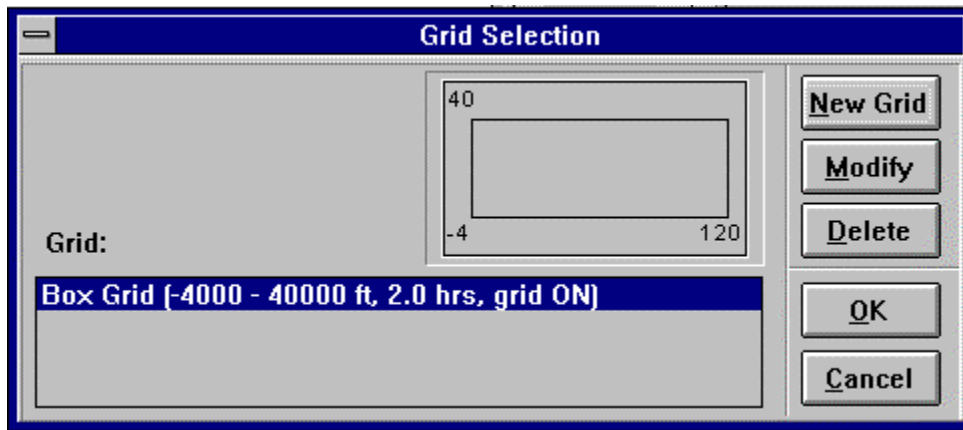 Grid Selection
40
-4 120
Grid:
Box Grid (-4000 - 40000 ft, 2.0 hrs, grid ON)
New Grid
Modify
Delete
OK
Cancel